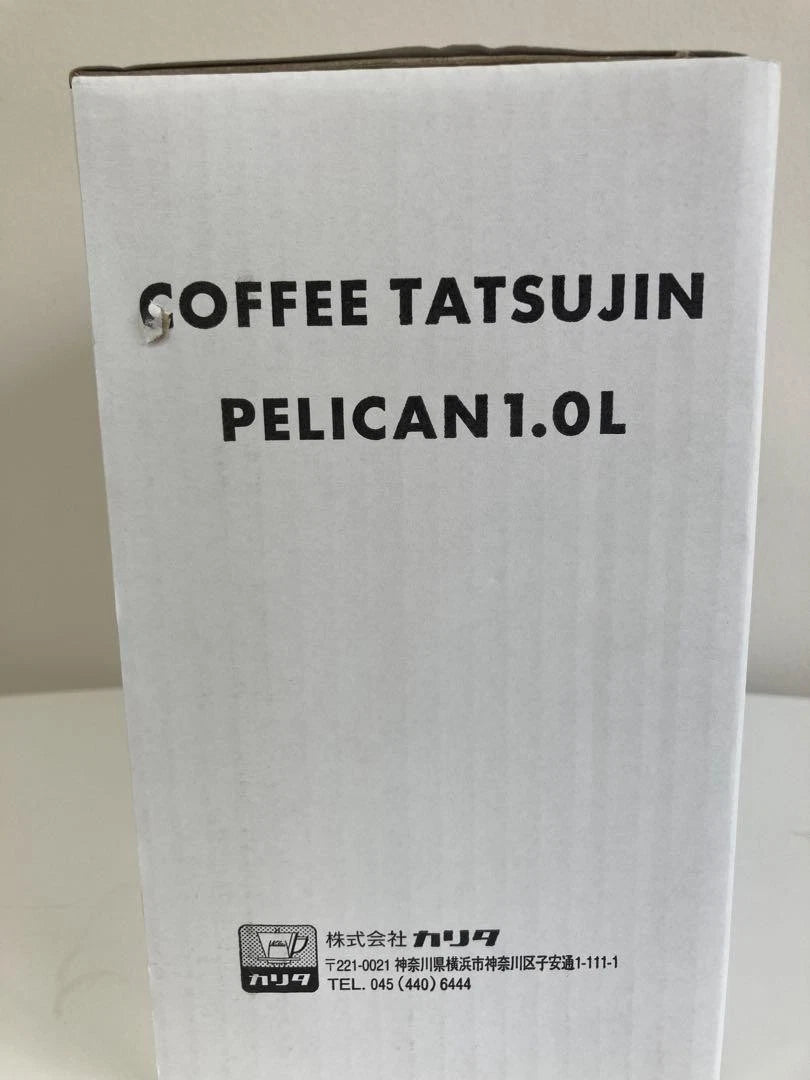 COFFEE TATSUJIN
PELICAN 1.0L
カリタ
株式会社 カリタ
〒221-0021 神奈川県横浜市神奈川区子安通1-111-1
TEL. 045 (440) 6444